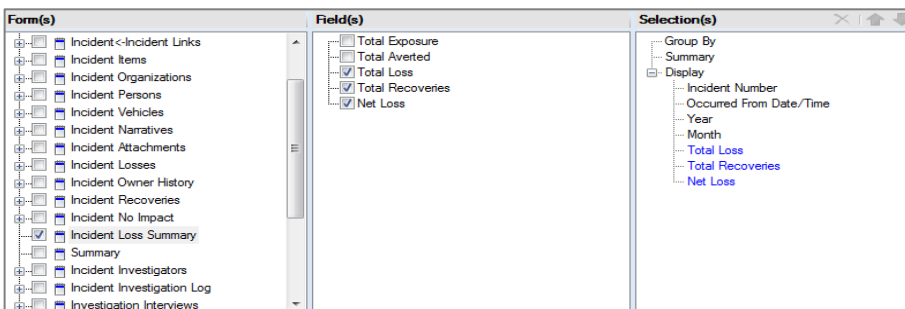 Form(s)
Incident<-Incident Links
Incident Items
Incident Organizations
Incident Persons
Incident Vehicles
Incident Narratives
Incident Attachments
Incident Losses
Incident Owner History
Incident Recoveries
Incident No Impact
Incident Loss Summary
Summary
Incident Investigators
Incident Investigation Log
Investigation Interviews
Field(s)
Total Exposure
Total Averted
Total Loss
Total Recoveries
Net Loss
Selection(s)
Group By
Summary
Display
Incident Number
Occurred From Date/Time
Year
Month
Total Loss
Total Recoveries
Net Loss